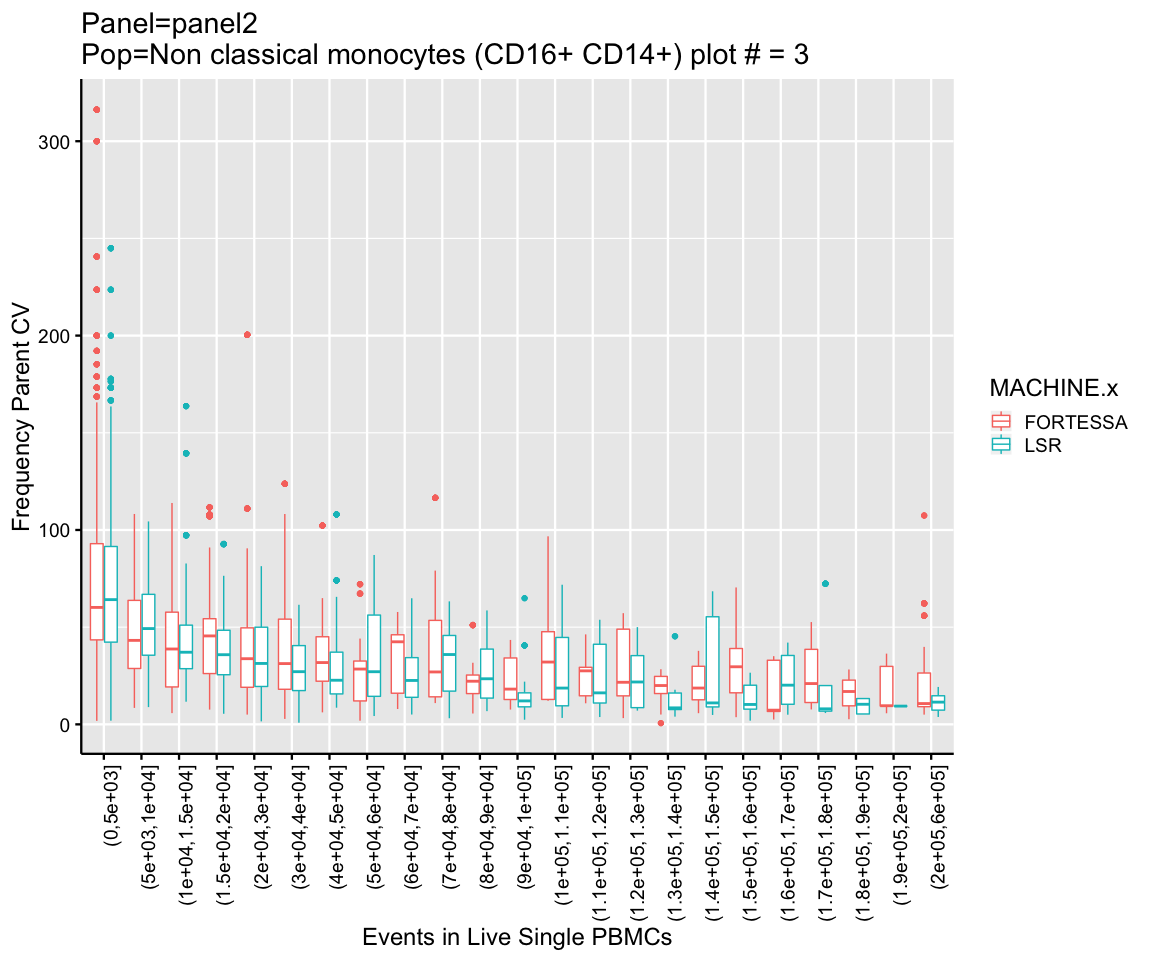 Panel=panel2
Pop=Non classical monocytes (CD16+ CD14+) plot # = 3
Frequency Parent CV
300
200
100
0
(0,5e+03]
(5e+03,1e+04]
(1e+04,1.5e+04]
(1.5e+04,2e+04]
(2e+04,3e+04]
(3e+04,4e+04]
(4e+04,5e+04]
(5e+04,6e+04]
(6e+04,7e+04]
(7e+04,8e+04]
(8e+04,9e+04]
(9e+04,1e+05]
(1e+05,1.1e+05]
(1.1e+05,1.2e+05]
(1.2e+05,1.3e+05]
(1.3e+05,1.4e+05]
(1.4e+05,1.5e+05]
(1.5e+05,1.6e+05]
(1.6e+05,1.7e+05]
(1.7e+05,1.8e+05]
(1.8e+05,1.9e+05]
(1.9e+05,2e+05]
(2e+05,6e+05]
Events in Live Single PBMCs
MACHINE.x
FORTESSA
LSR